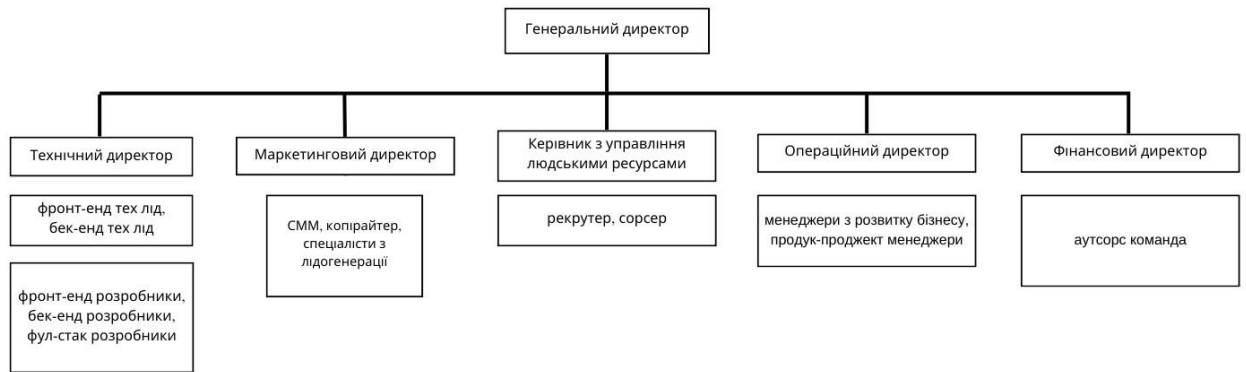 Генеральний директор
Технічний директор
Маркетинговий директор
Керівник з управління
людськими ресурсами
Операційний директор
Фінансовий директор
фронт-енд тех лід,
бек-енд тех лід
СММ, копірайтер,
спеціалісти з
лідогенерації
рекрутер, сорсер
менеджери з розвитку бізнесу,
продук-проджект менеджери
аутсорс команда
фронт-енд розробники,
бек-енд розробники,
фул-стак розробники